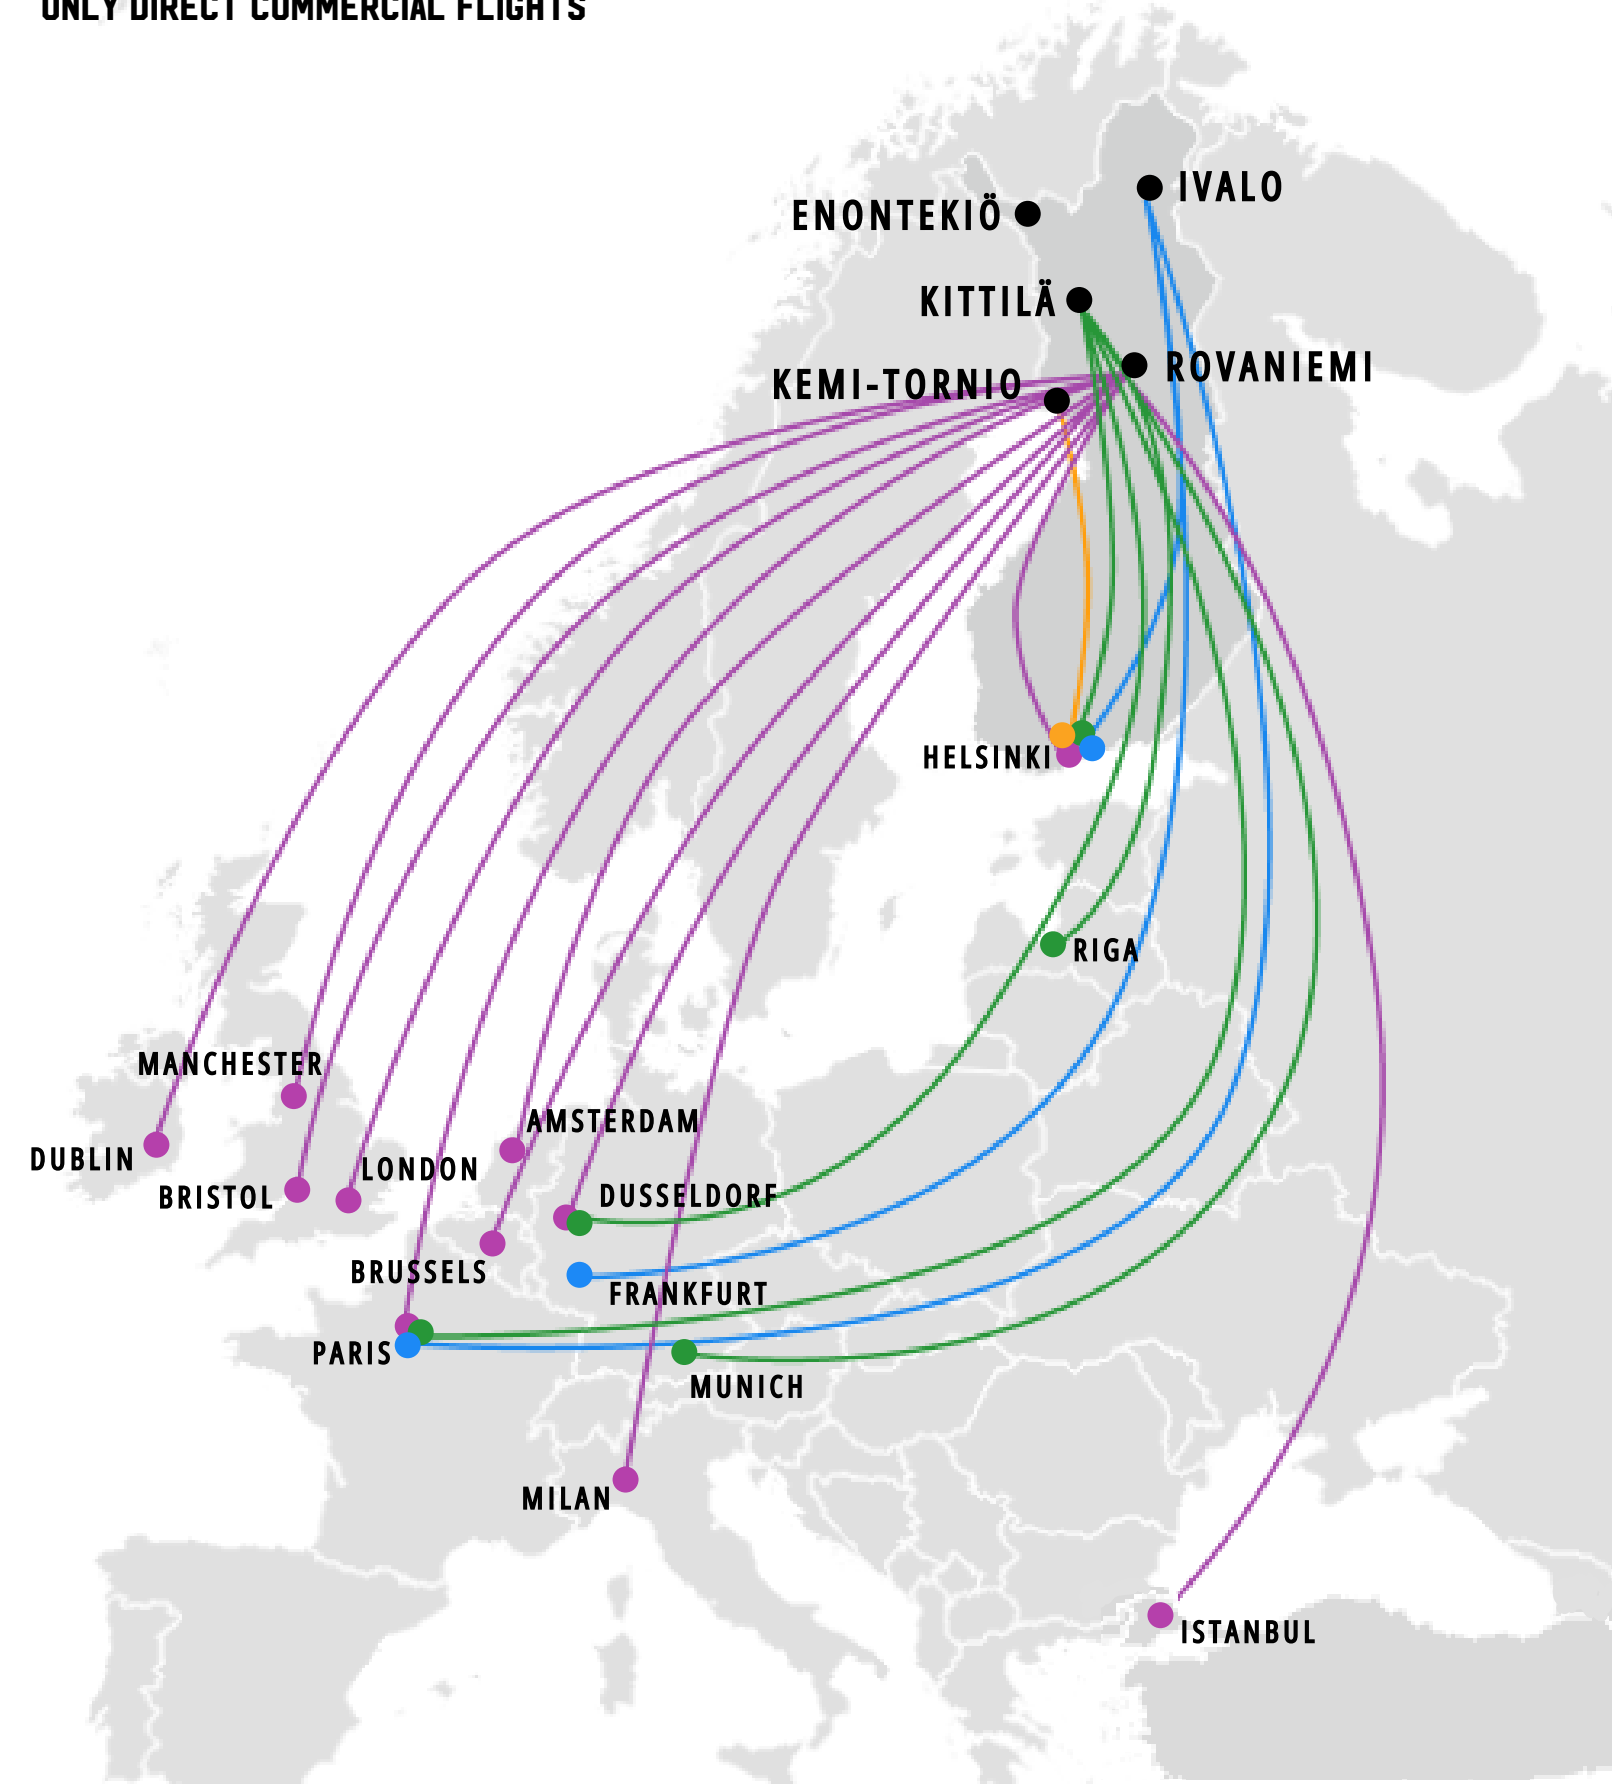 ONLY DIRECT COMMERCIAL FLIGHTS
IVALO
ENONTEKIÖ
KITTILÄ
ROVANIEMI
KEMI-TORNIO
HELSINKI
RIGA
MANCHESTER
AMSTERDAM
DUBLIN
LONDON
BRISTOL
DUSSELDORF
BRUSSELS
FRANKFURT
PARIS
MUNICH
MILAN
ISTANBUL